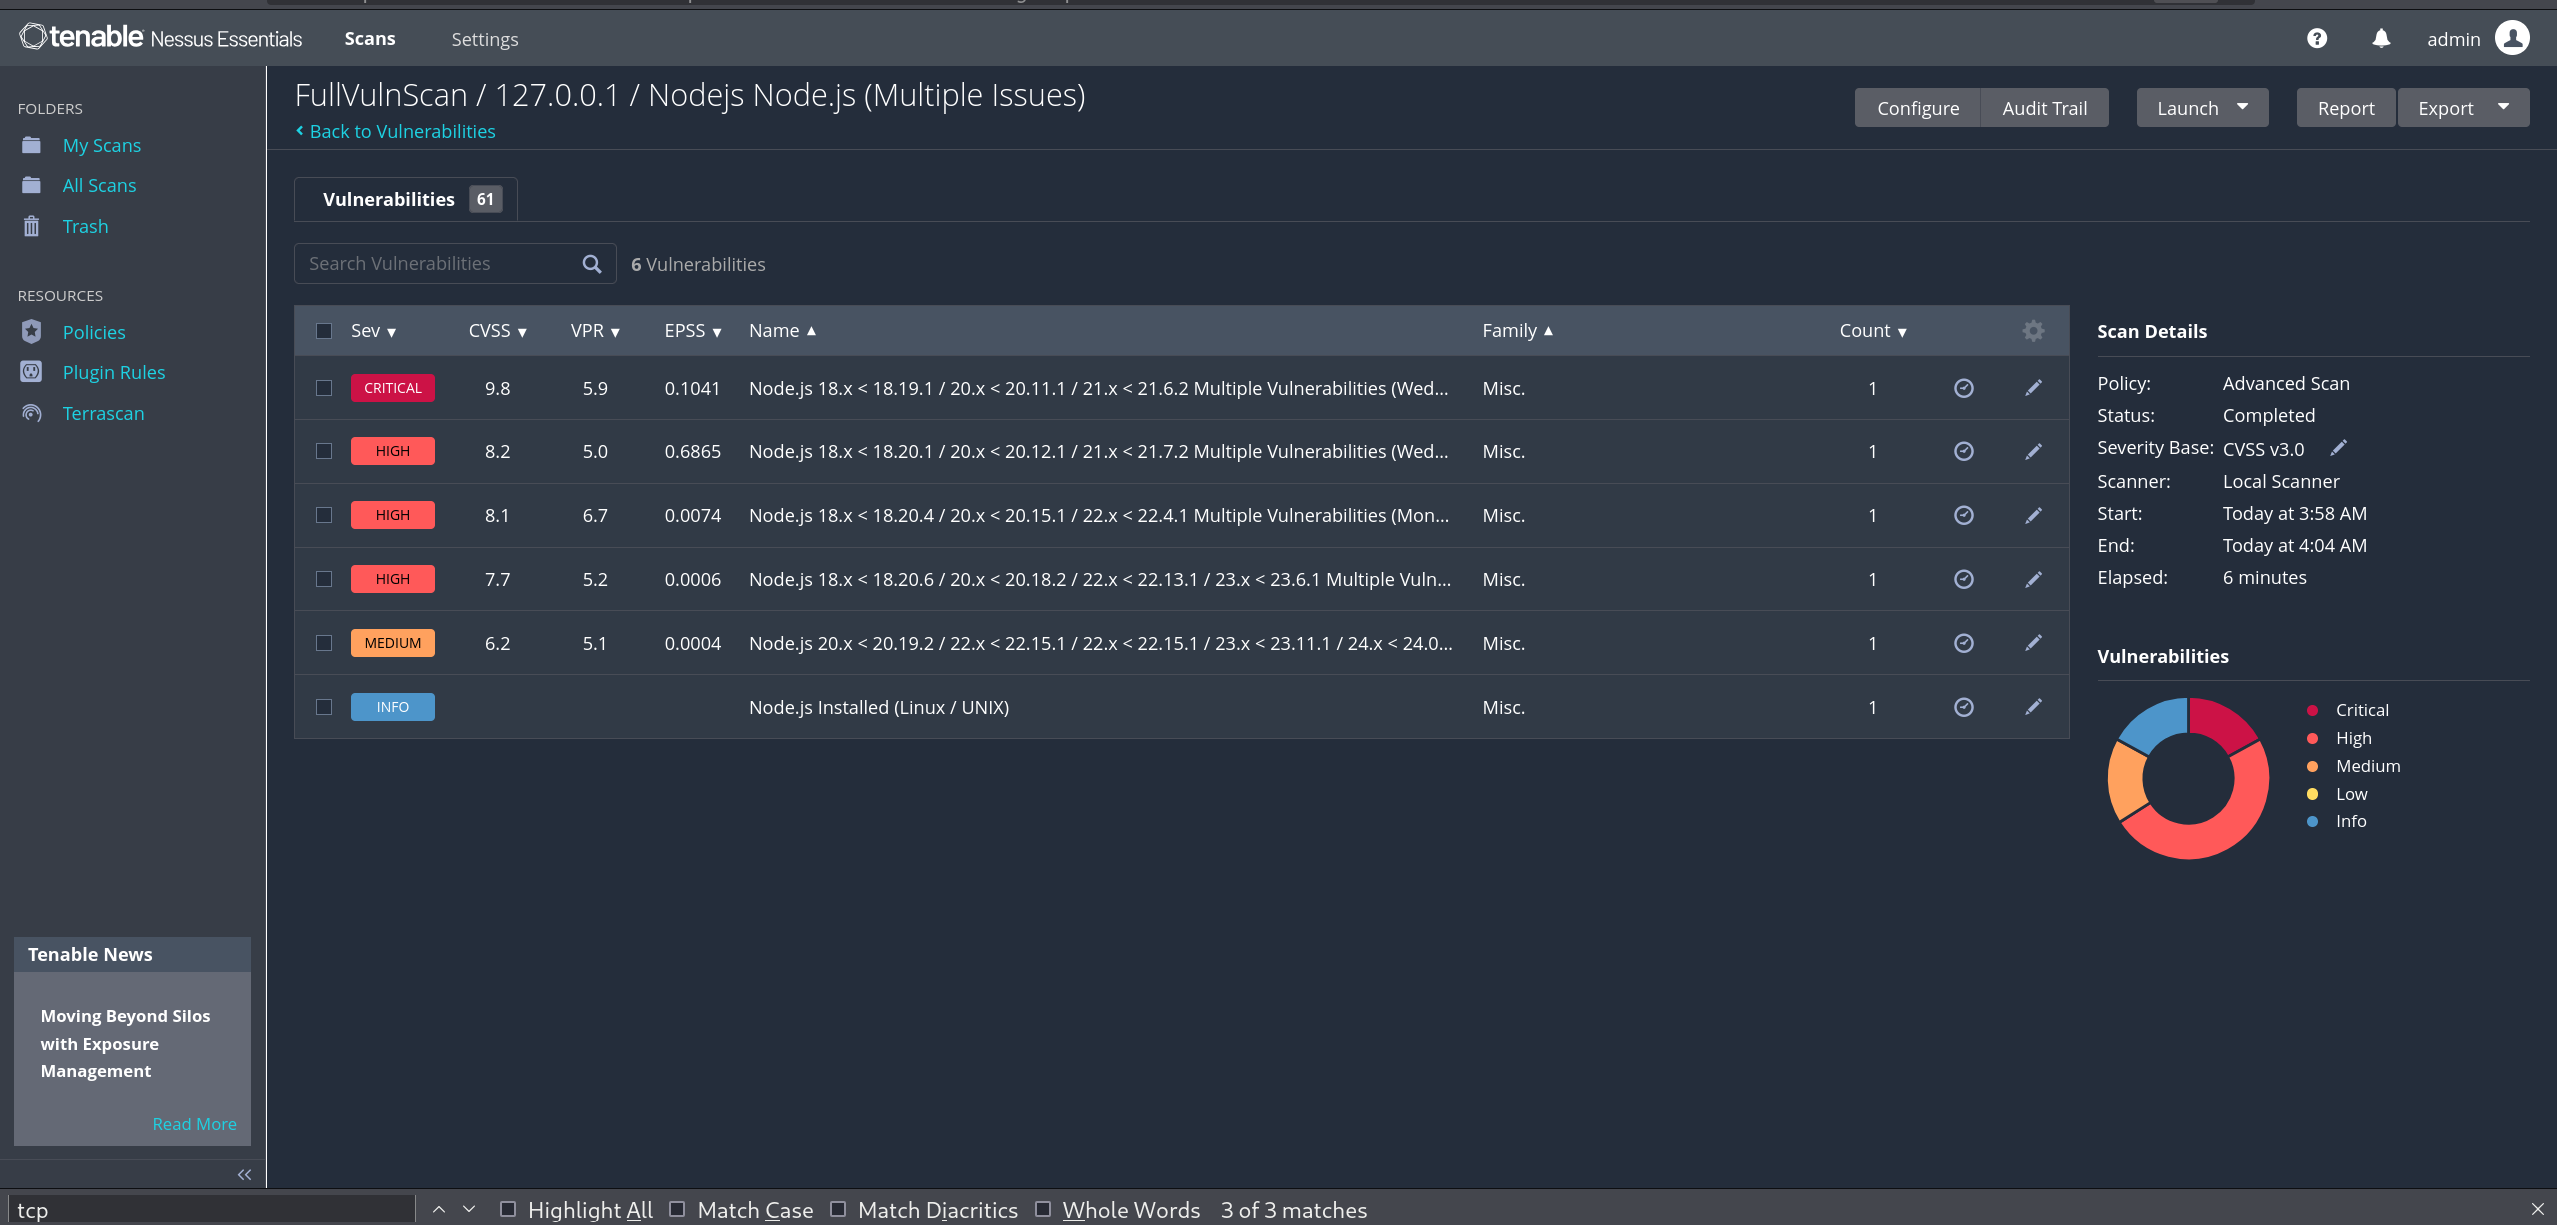 tenable Nessus Essentials Scans Settings admin
FOLDERS
My Scans
All Scans
Trash
RESOURCES
Policies
Plugin Rules
Terrascan
Tenable News
Moving Beyond Silos
with Exposure
Management
Read More
FullVulnScan / 127.0.0.1 / Nodejs Node.js (Multiple Issues)
Back to Vulnerabilities
Configure Audit Trail Launch Report Export
Vulnerabilities 61
Search Vulnerabilities 6 Vulnerabilities
Sev CVSS VPR EPSS Name Family Count
CRITICAL 9.8 5.9 0.1041 Node.js 18.x < 18.19.1 / 20.x < 20.11.1 / 21.x < 21.6.2 Multiple Vulnerabilities (Wed... Misc. 1
HIGH 8.2 5.0 0.6865 Node.js 18.x < 18.20.1 / 20.x < 20.12.1 / 21.x < 21.7.2 Multiple Vulnerabilities (Wed... Misc. 1
HIGH 8.1 6.7 0.0074 Node.js 18.x < 18.20.4 / 20.x < 20.15.1 / 22.x < 22.4.1 Multiple Vulnerabilities (Mon... Misc. 1
HIGH 7.7 5.2 0.0006 Node.js 18.x < 18.20.6 / 20.x < 20.18.2 / 22.x < 22.13.1 / 23.x < 23.6.1 Multiple Vuln... Misc. 1
MEDIUM 6.2 5.1 0.0004 Node.js 20.x < 20.19.2 / 22.x < 22.15.1 / 22.x < 22.15.1 / 23.x < 23.11.1 / 24.x < 24.0... Misc. 1
INFO Node.js Installed (Linux / UNIX) Misc. 1
Scan Details
Policy: Advanced Scan
Status: Completed
Severity Base: CVSS v3.0
Scanner: Local Scanner
Start: Today at 3:58 AM
End: Today at 4:04 AM
Elapsed: 6 minutes
Vulnerabilities
Critical
High
Medium
Low
Info
tcp Highlight All Match Case Match Diacritics Whole Words 3 of 3 matches